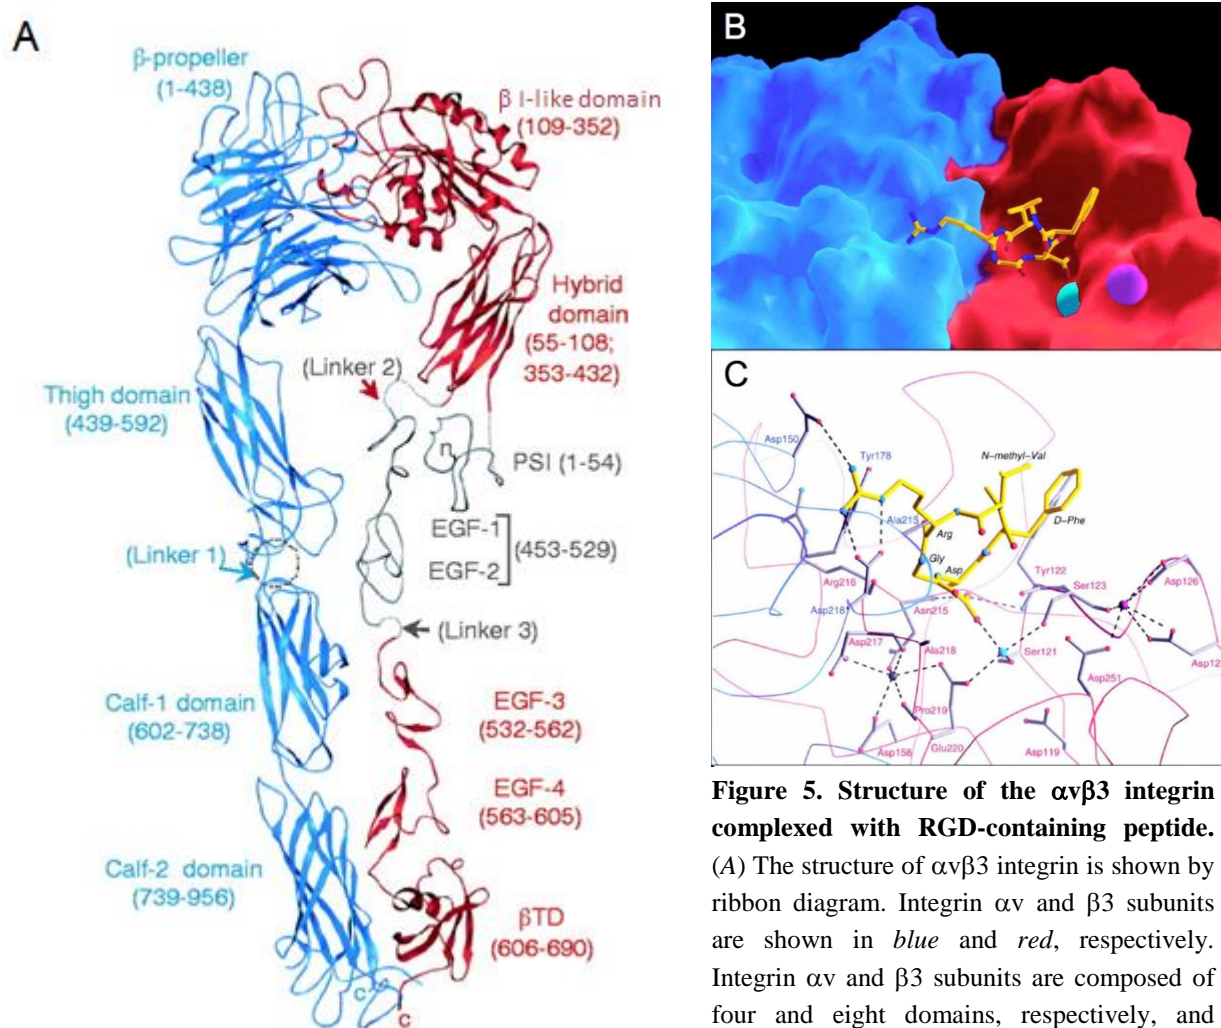 A
β-propeller
(1-438)
β I-like domain
(109-352)
Hybrid
domain
(55-108;
353-432)
(Linker 2)
Thigh domain
(439-592)
PSI (1-54)
n
EGF-1
EGF-2
(453-529)
(Linker 1)
(Linker 3)
Calf-1 domain
(602-738)
EGF-3
(532-562)
EGF-4
(563-605)
Calf-2 domain
(739-956)
βTD
(606-690)
C
C
B
C
Asp150
Tyr178
N-methyl-Val
D-Phe
Ala215
Arg
Gly
Asp
Arg216
Asp218
Asn215
Tyr122
Ser123
Asp126
Asp217
Ala218
Ser121
Asp12
Asp251
Pro219
Asp158
Glu220
Asp119
Figure 5. Structure of the αvβ3 integrin
complexed with RGD-containing peptide.
(A) The structure of αvβ3 integrin is shown by
ribbon diagram. Integrin αv and β3 subunits
are shown in blue and red, respectively.
Integrin αv and β3 subunits are composed of
four and eight domains, respectively, and